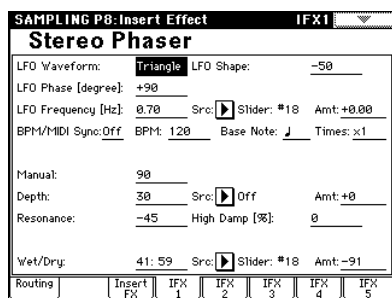 SAMPLING P8:Insert Effect IFX1
Stereo Phaser
LFO Waveform: Triangle LFO Shape: -50
LFO Phase [degree]: +90
LFO Frequency [Hz]: 0.70 Src: Slider: #18 Amt:+0.00
BPM/MIDI Sync:Off BPM: 120 Base Note: ♩ Times: x1
Manual: 90
Depth: 30 Src: Off Amt:+0
Resonance: -45 High Damp [%]: 0
Wet/Dry: 41: 59 Src: Slider: #18 Amt:-91
Routing Insert FX IFX 1 IFX 2 IFX 3 IFX 4 IFX 5